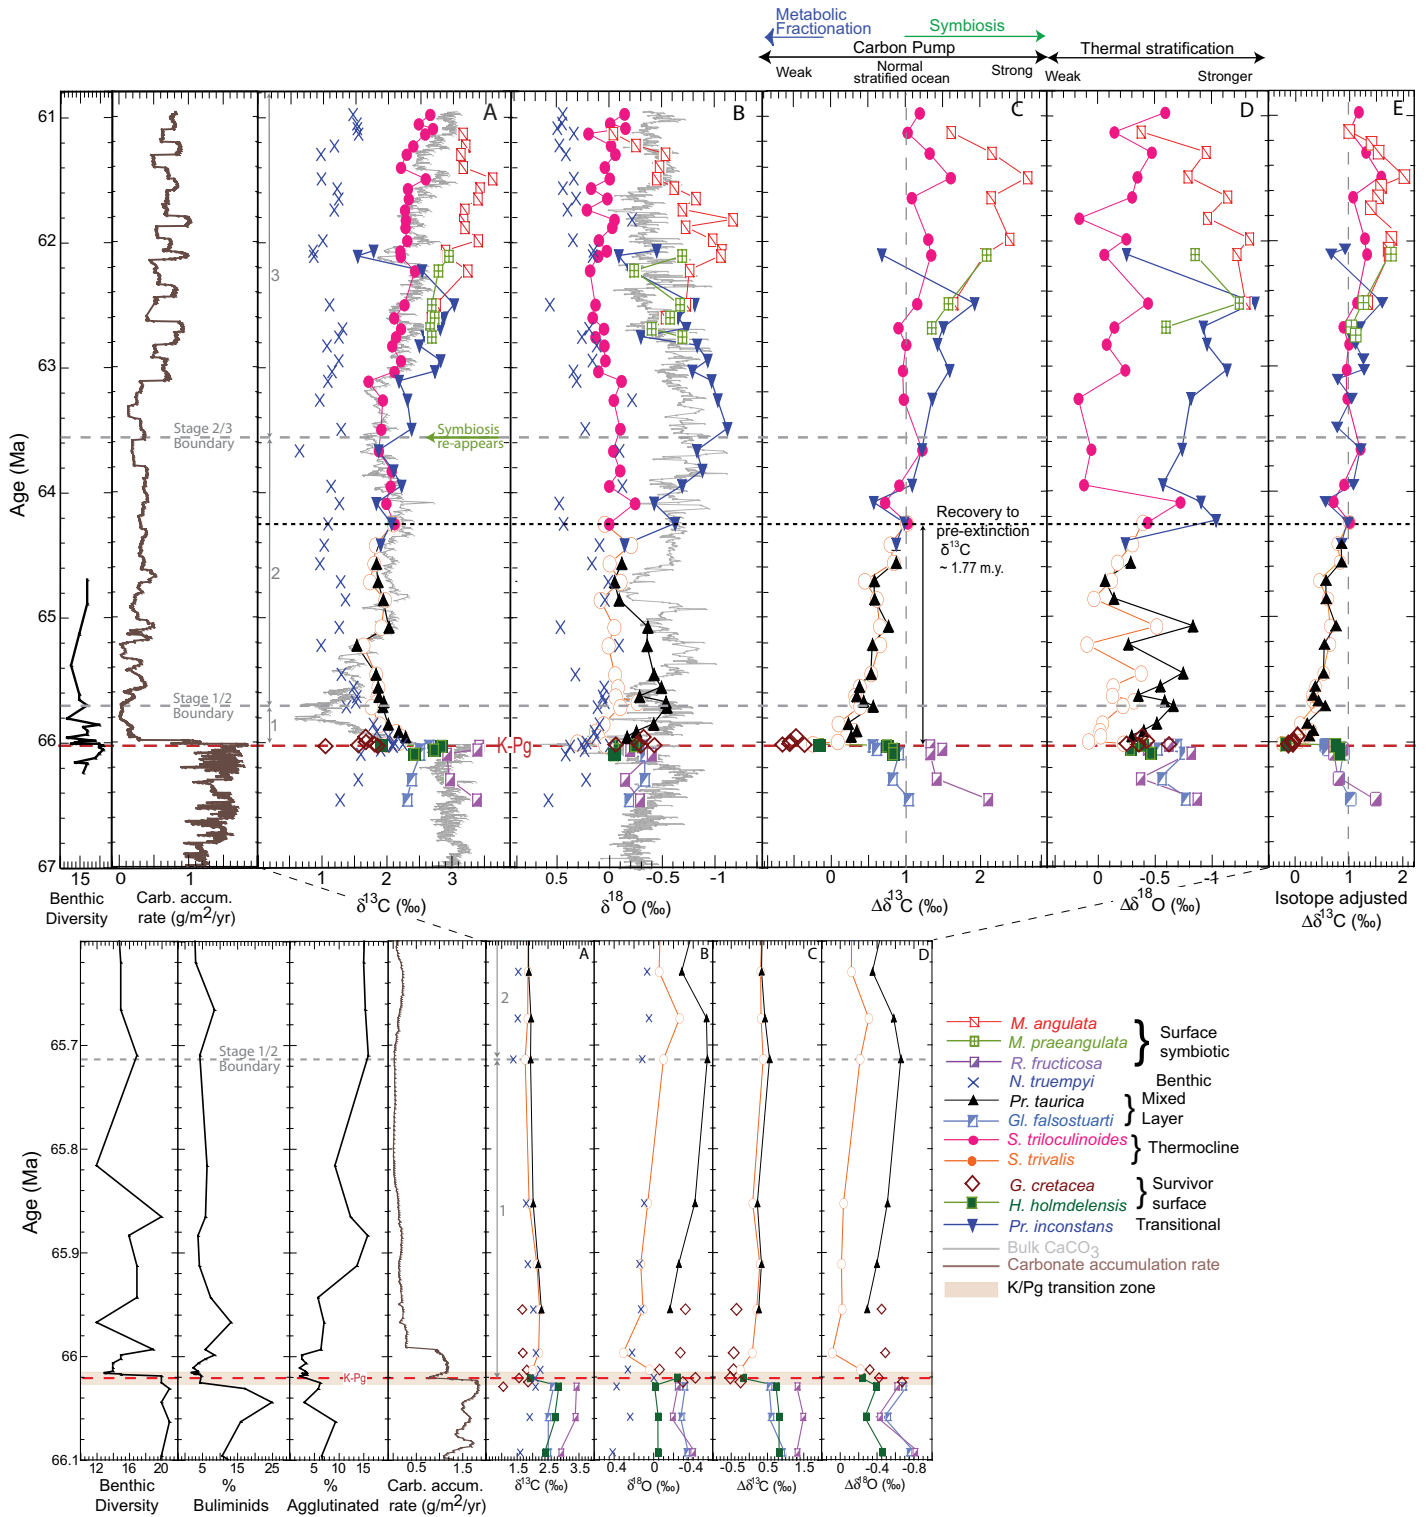 Metabolic
Fractionation
Symbiosis
Carbon Pump
Thermal stratification
Weak
Normal
stratified ocean
Strong
Weak
Stronger
A
B
C
D
E
61
62
63
64
65
66
67
Age (Ma)
3
Stage 2/3
Boundary
Symbiosis
re-appears
Recovery to
pre-extinction
δ13C
~ 1.77 m.y.
2
Stage 1/2
Boundary
1
K-Pg
15
0 1
1 2 3
0.5 0 -0.5 -1
0 1 2
0 -0.5 -1
0 1 2
Benthic
Diversity
Carb. accum.
rate (g/m2/yr)
δ13C (‰)
δ18O (‰)
Δδ13C (‰)
Δδ18O (‰)
Isotope adjusted
Δδ13C (‰)
A
B
C
D
2
65.7
Stage 1/2
Boundary
65.8
1
65.9
66
K-Pg
66.1
Age (Ma)
12 16 20
5 15 25
5 10 15
0.5 1.5
1.5 2.5 3.5
0.4 0 -0.4
-0.5 0.5 1.5
0 -0.4 -0.8
Benthic
Diversity
%
Buliminids
%
Agglutinated
Carb. accum.
rate (g/m2/yr)
δ13C (‰)
δ18O (‰)
Δδ13C (‰)
Δδ18O (‰)
M. angulata
M. praeangulata
R. fructicosa
Surface
symbiotic
N. truempyi
Benthic
Pr. taurica
Gl. falsostuarti
Mixed
Layer
S. triloculinoides
S. trivalis
Thermocline
G. cretacea
H. holmdelensis
Survivor
surface
Pr. inconstans
Transitional
Bulk CaCO3
Carbonate accumulation rate
K/Pg transition zone